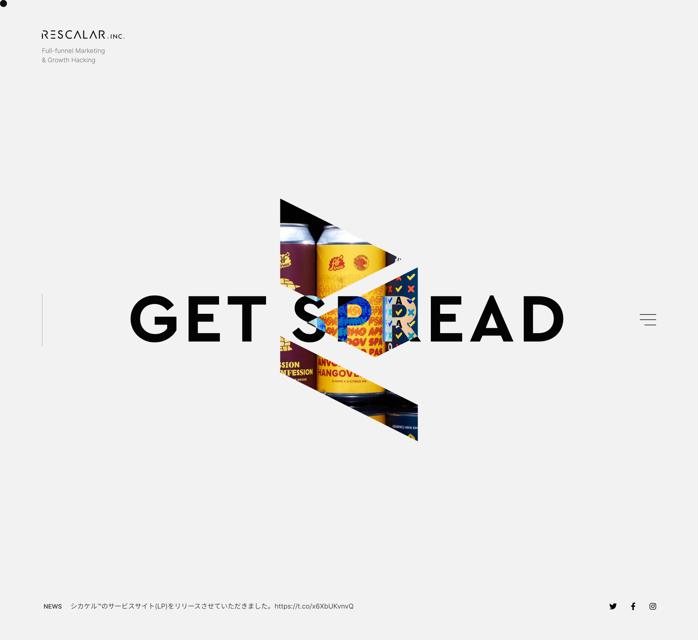 RESCALAR.INC.
Full-funnel Marketing
& Growth Hacking
GET SPREAD
HANGOVE
NEWS シカケル™のサービスサイト(LP)をリリースさせていただきました。https://t.co/x6XbUKvnvQ